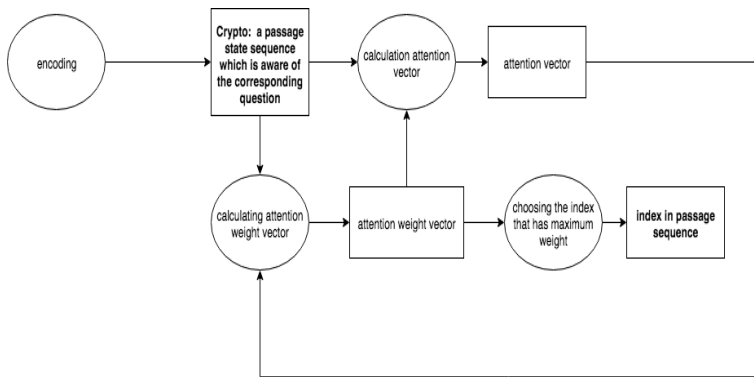 encoding
Crypto: a passage
state sequence
which is aware of
the corresponding
question
calculation attention
vector
attention vector
calculating attention
weight vector
attention weight vector
choosing the index
that has maximum
weight
index in passage
sequence